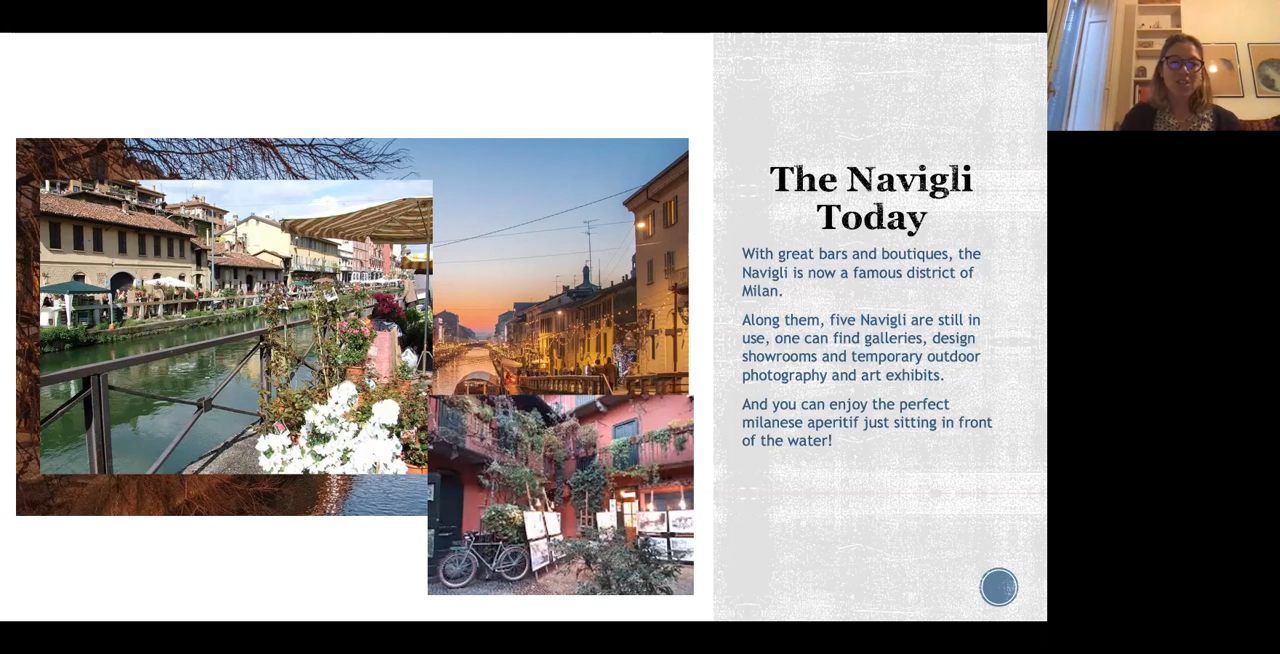 The Navigli
Today
With great bars and boutiques, the
Navigli is now a famous district of
Milan.
Along them, five Navigli are still in
use, one can find galleries, design
showrooms and temporary outdoor
photography and art exhibits.
And you can enjoy the perfect
milanese aperitif just sitting in front
of the water!